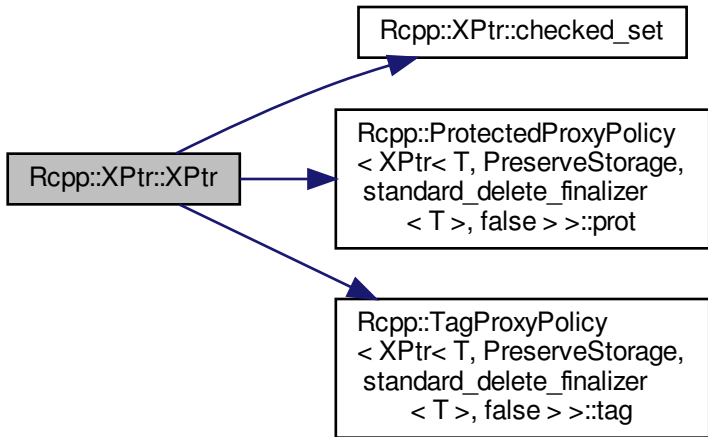 Rcpp::XPtr::checked_set
Rcpp::XPtr::XPtr
Rcpp::ProtectedProxyPolicy
< XPtr< T, PreserveStorage,
standard_delete_finalizer
< T >, false > >::prot
Rcpp::TagProxyPolicy
< XPtr< T, PreserveStorage,
standard_delete_finalizer
< T >, false > >::tag